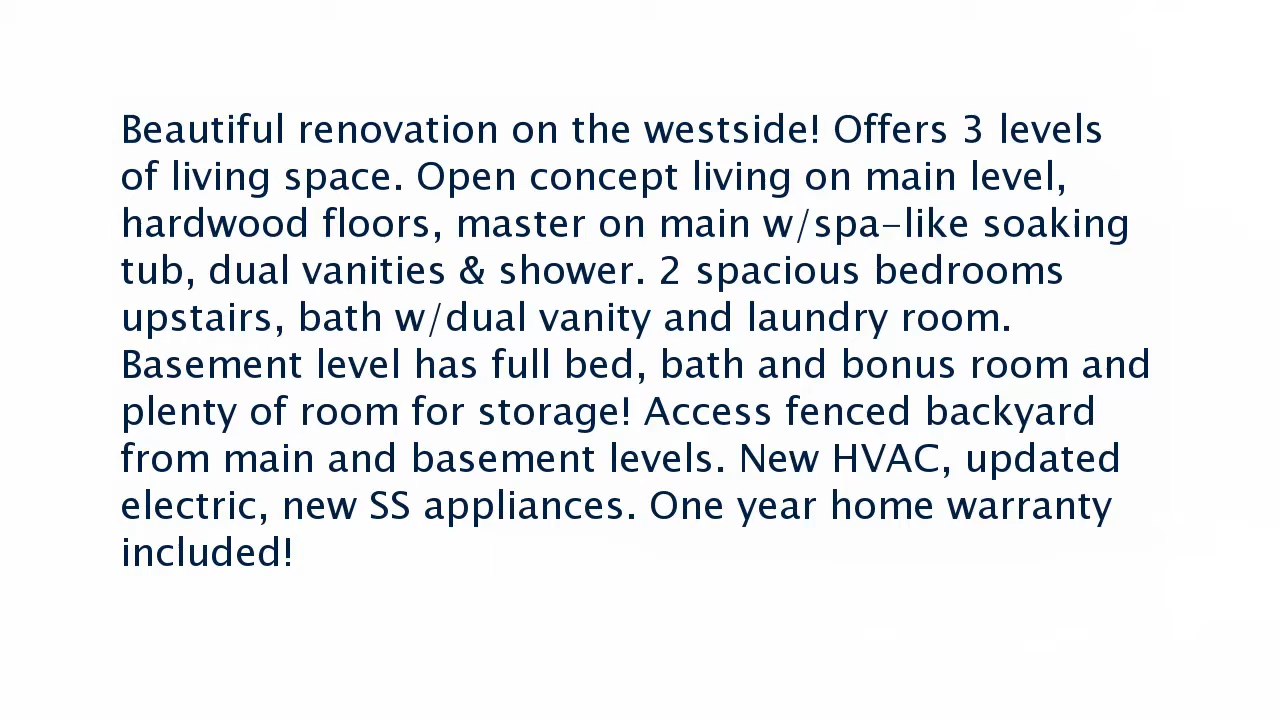 Beautiful renovation on the westside! Offers 3 levels
of living space. Open concept living on main level,
hardwood floors, master on main w/spa-like soaking
tub, dual vanities & shower. 2 spacious bedrooms
upstairs, bath w/dual vanity and laundry room.
Basement level has full bed, bath and bonus room and
plenty of room for storage! Access fenced backyard
from main and basement levels. New HVAC, updated
electric, new SS appliances. One year home warranty
included!